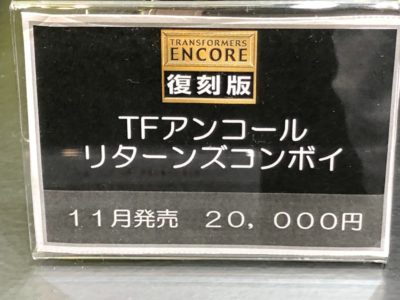 TRANSFORMERS
ENCORE
復刻版
TFアンコール
リターンズコンボイ
11月発売 20,000円